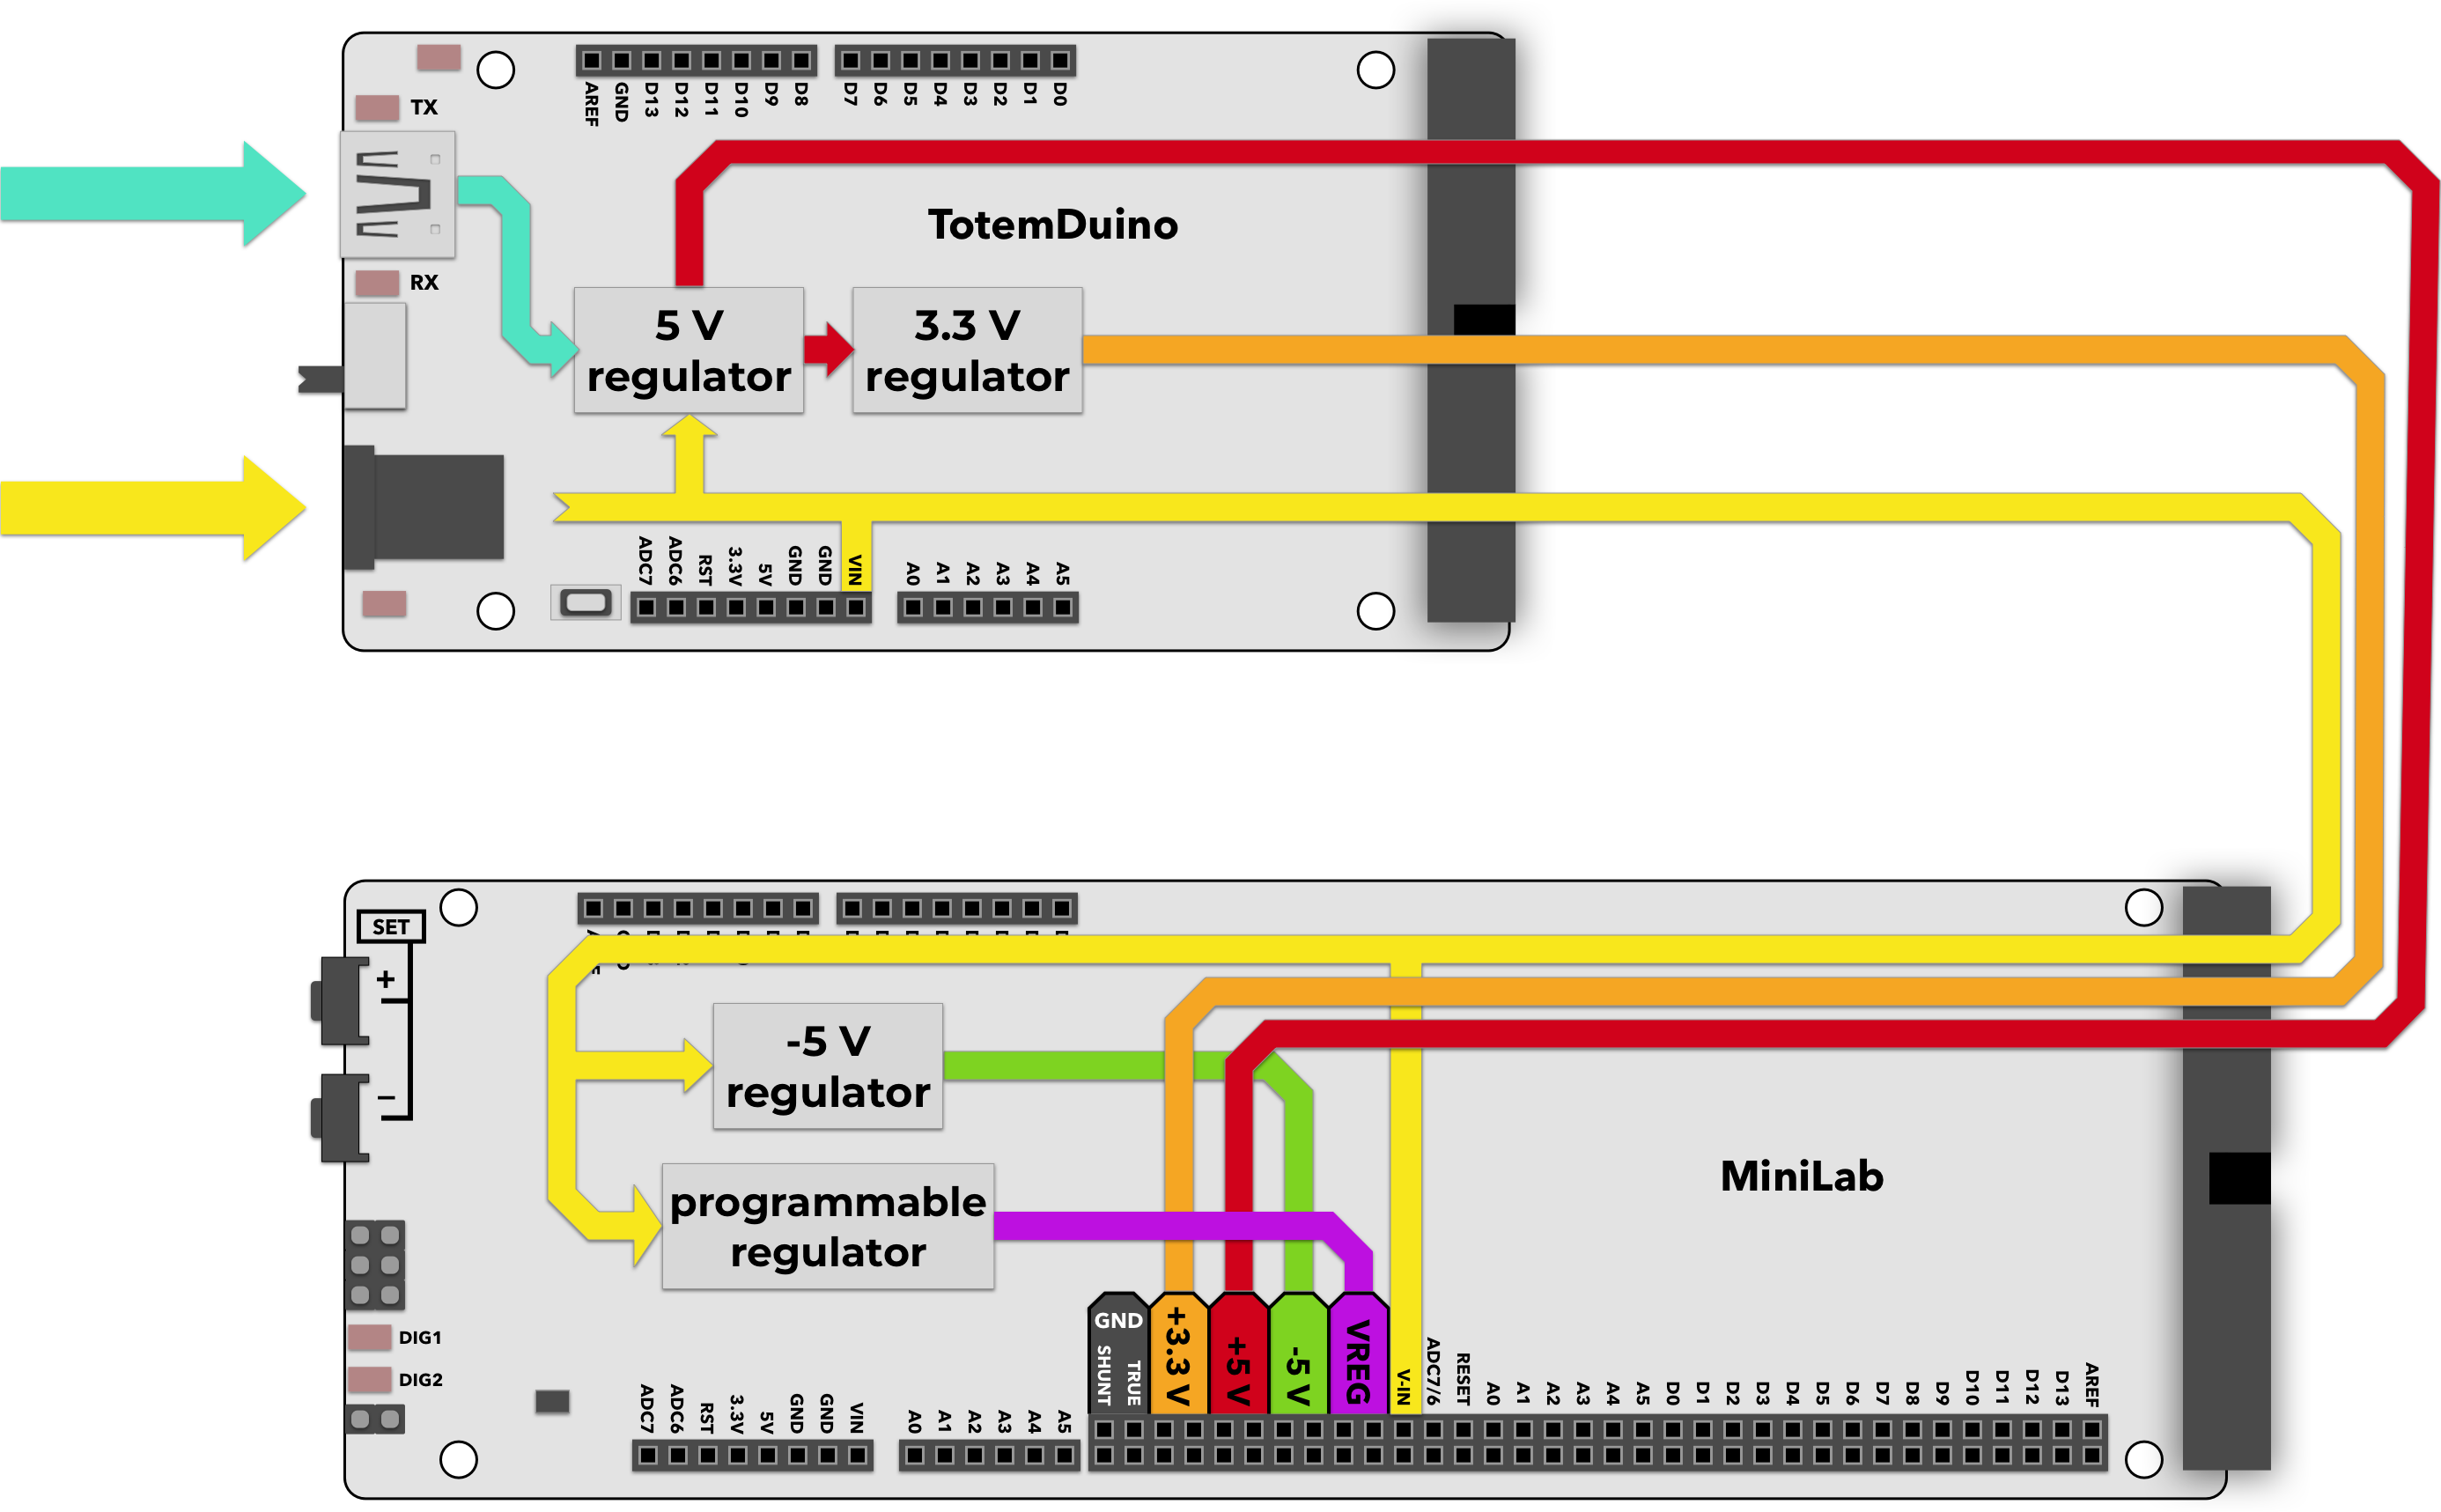 AREF GND D13 D12 D11 D10 D9 D8 D7 D6 D5 D4 D3 D2 D1 D0
TX
TotemDuino
RX
5 V
regulator
3.3 V
regulator
ADC7 ADC6 RST 3.3V 5V GND GND VIN A0 A1 A2 A3 A4 A5
SET
+
-5 V
regulator
–
MiniLab
programmable
regulator
GND
SHUNT TRUE +3.3 V +5V -5 V VREG V-IN ADC7/6 RESET A0 A1 A2 A3 A4 A5 D0 D1 D2 D3 D4 D5 D6 D7 D8 D9 D10 D11 D12 D13 AREF
DIG1
DIG2
ADC7 ADC6 RST 3.3V 5V GND GND VIN A0 A1 A2 A3 A4 A5